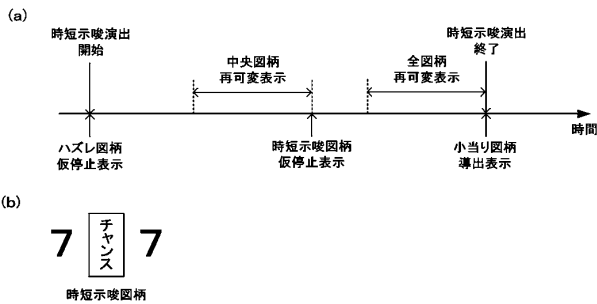 (a)
時短示唆演出
開始
時短示唆演出
終了
中央図柄
再可変表示
全図柄
再可変表示
時間
ハズレ図柄
仮停止表示
時短示唆図柄
仮停止表示
小当り図柄
導出表示
(b)
7
チャンス
7
時短示唆図柄